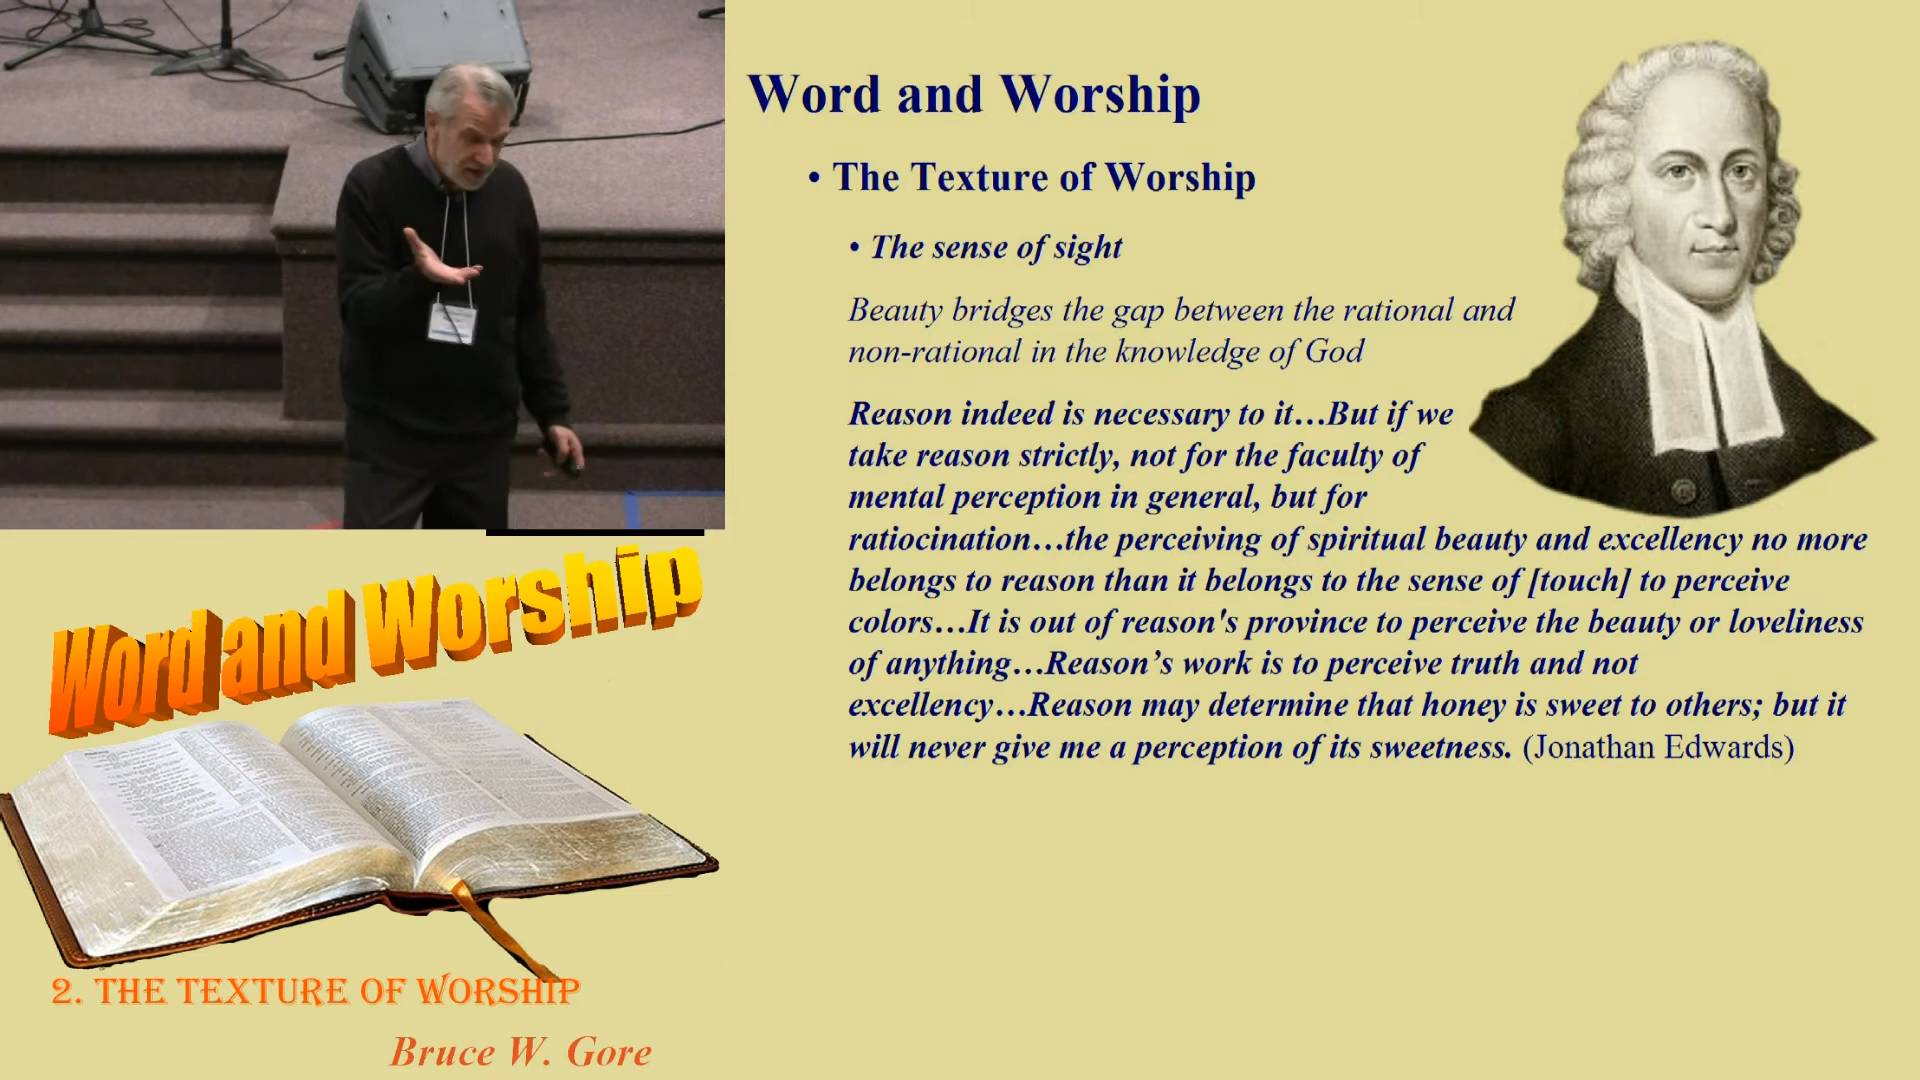 Word and Worship
• The Texture of Worship
• The sense of sight
Beauty bridges the gap between the rational and
non-rational in the knowledge of God
Reason indeed is necessary to it…But if we
take reason strictly, not for the faculty of
mental perception in general, but for
ratiocination…the perceiving of spiritual beauty and excellency no more
belongs to reason than it belongs to the sense of [touch] to perceive
colors…It is out of reason's province to perceive the beauty or loveliness
of anything…Reason’s work is to perceive truth and not
excellency…Reason may determine that honey is sweet to others; but it
will never give me a perception of its sweetness. (Jonathan Edwards)
Word and Worship
2. THE TEXTURE OF WORSHIP
Bruce W. Gore